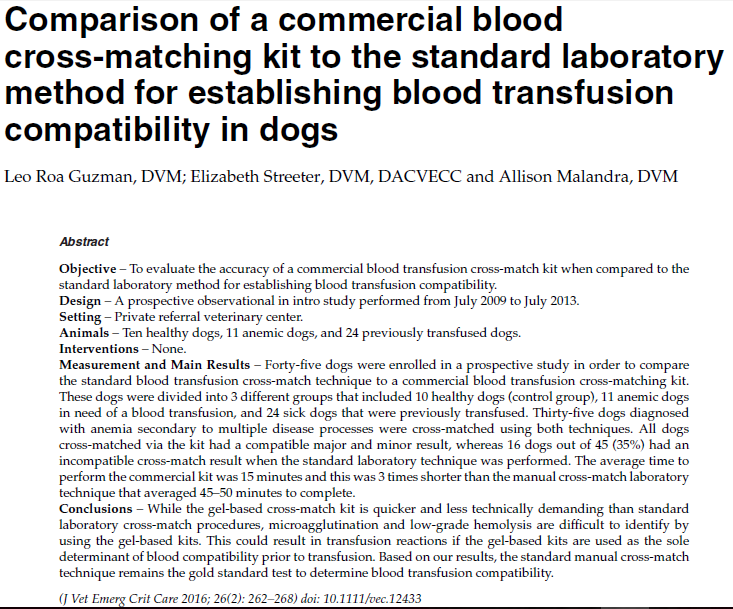 Comparison of a commercial blood
cross-matching kit to the standard laboratory
method for establishing blood transfusion
compatibility in dogs
Leo Roa Guzman, DVM; Elizabeth Streeter, DVM, DACVECC and Allison Malandra, DVM
Abstract
Objective – To evaluate the accuracy of a commercial blood transfusion cross-match kit when compared to the
standard laboratory method for establishing blood transfusion compatibility.
Design – A prospective observational in intro study performed from July 2009 to July 2013.
Setting – Private referral veterinary center.
Animals – Ten healthy dogs, 11 anemic dogs, and 24 previously transfused dogs.
Interventions – None.
Measurement and Main Results – Forty-five dogs were enrolled in a prospective study in order to compare
the standard blood transfusion cross-match technique to a commercial blood transfusion cross-matching kit.
These dogs were divided into 3 different groups that included 10 healthy dogs (control group), 11 anemic dogs
in need of a blood transfusion, and 24 sick dogs that were previously transfused. Thirty-five dogs diagnosed
with anemia secondary to multiple disease processes were cross-matched using both techniques. All dogs
cross-matched via the kit had a compatible major and minor result, whereas 16 dogs out of 45 (35%) had an
incompatible cross-match result when the standard laboratory technique was performed. The average time to
perform the commercial kit was 15 minutes and this was 3 times shorter than the manual cross-match laboratory
technique that averaged 45–50 minutes to complete.
Conclusions – While the gel-based cross-match kit is quicker and less technically demanding than standard
laboratory cross-match procedures, microagglutination and low-grade hemolysis are difficult to identify by
using the gel-based kits. This could result in transfusion reactions if the gel-based kits are used as the sole
determinant of blood compatibility prior to transfusion. Based on our results, the standard manual cross-match
technique remains the gold standard test to determine blood transfusion compatibility.
(J Vet Emerg Crit Care 2016; 26(2): 262–268) doi: 10.1111/vec.12433